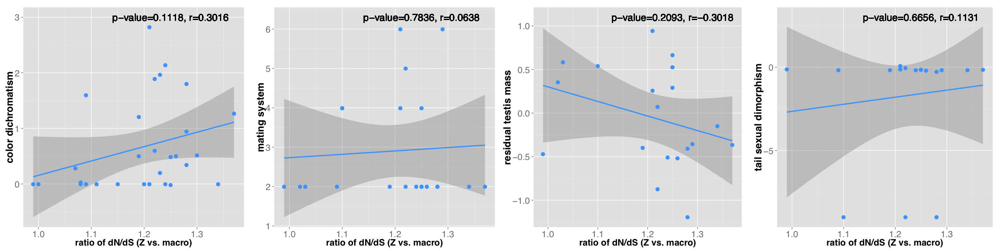 p−value=0.1118, r=0.3016
color dichromatism
3
2
1
0
1.0 1.1 1.2 1.3
ratio of dN/dS (Z vs. macro)
p−value=0.7836, r=0.0638
mating system
6
5
4
3
2
1
1.0 1.1 1.2 1.3
ratio of dN/dS (Z vs. macro)
p−value=0.2093, r=−0.3018
residual testis mass
1.0
0.5
0.0
−0.5
−1.0
1.0 1.1 1.2 1.3
ratio of dN/dS (Z vs. macro)
p−value=0.6656, r=0.1131
tail sexual dimorphism
0
−5
1.0 1.1 1.2 1.3
ratio of dN/dS (Z vs. macro)